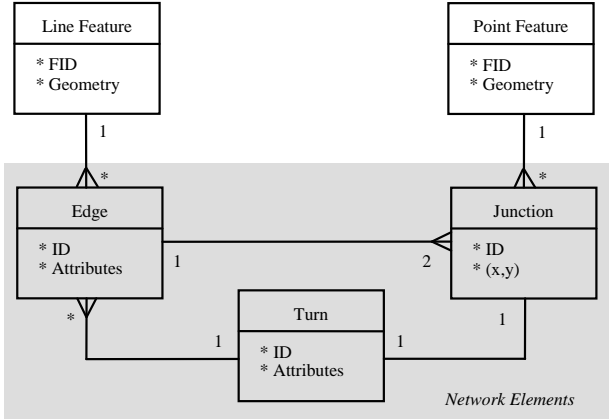 Line Feature
* FID
* Geometry
1
*
Point Feature
* FID
* Geometry
1
*
Edge
* ID
* Attributes
1
2
*
Junction
* ID
* (x,y)
1
Turn
* ID
* Attributes
1
1
Network Elements